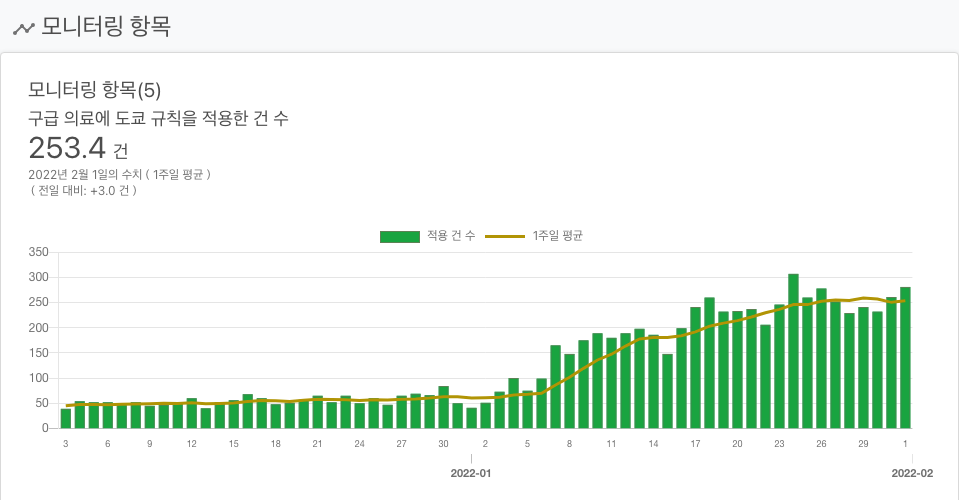 모니터링 항목
모니터링 항목(5)
구급 의료에 도쿄 규칙을 적용한 건 수
253.4 건
2022년 2월 1일의 수치 ( 1주일 평균 )
( 전일 대비: +3.0 건 )
적용 건 수 1주일 평균
350
300
250
200
150
100
50
0
3 6 9 12 15 18 21 24 27 30 2 5 8 11 14 17 20 23 26 29 1
2022-01 2022-02